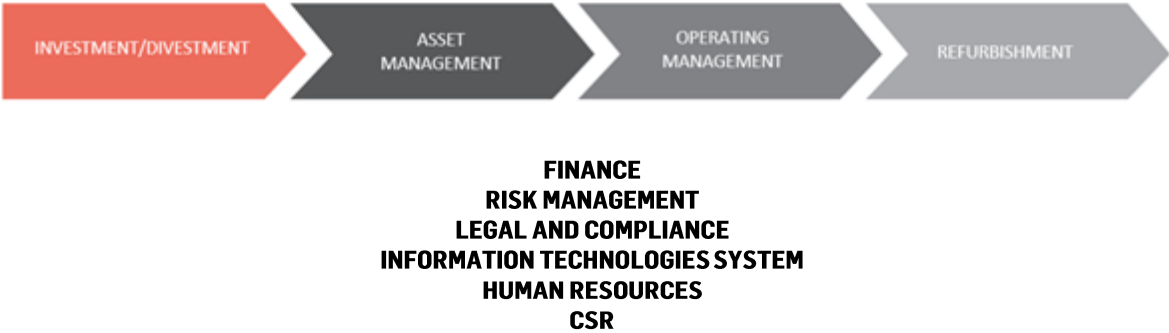 INVESTMENT/DIVESTMENT
ASSET
MANAGEMENT
OPERATING
MANAGEMENT
REFURBISHMENT
FINANCE
RISK MANAGEMENT
LEGAL AND COMPLIANCE
INFORMATION TECHNOLOGIES SYSTEM
HUMAN RESOURCES
CSR